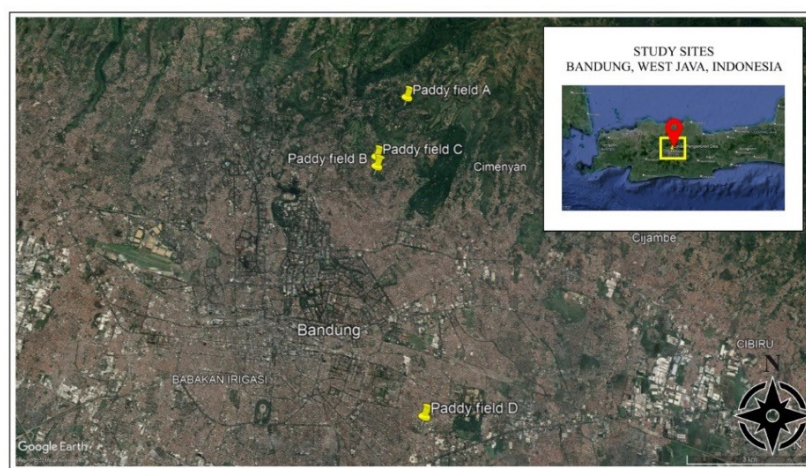 STUDY SITES
BANDUNG, WEST JAVA, INDONESIA
Paddy field A
Paddy field C
Paddy field B
Cimenyan
Cijambe
Bandung
CIBIRU
N
BABAKAN IRIGASI
Paddy field D
Google Earth